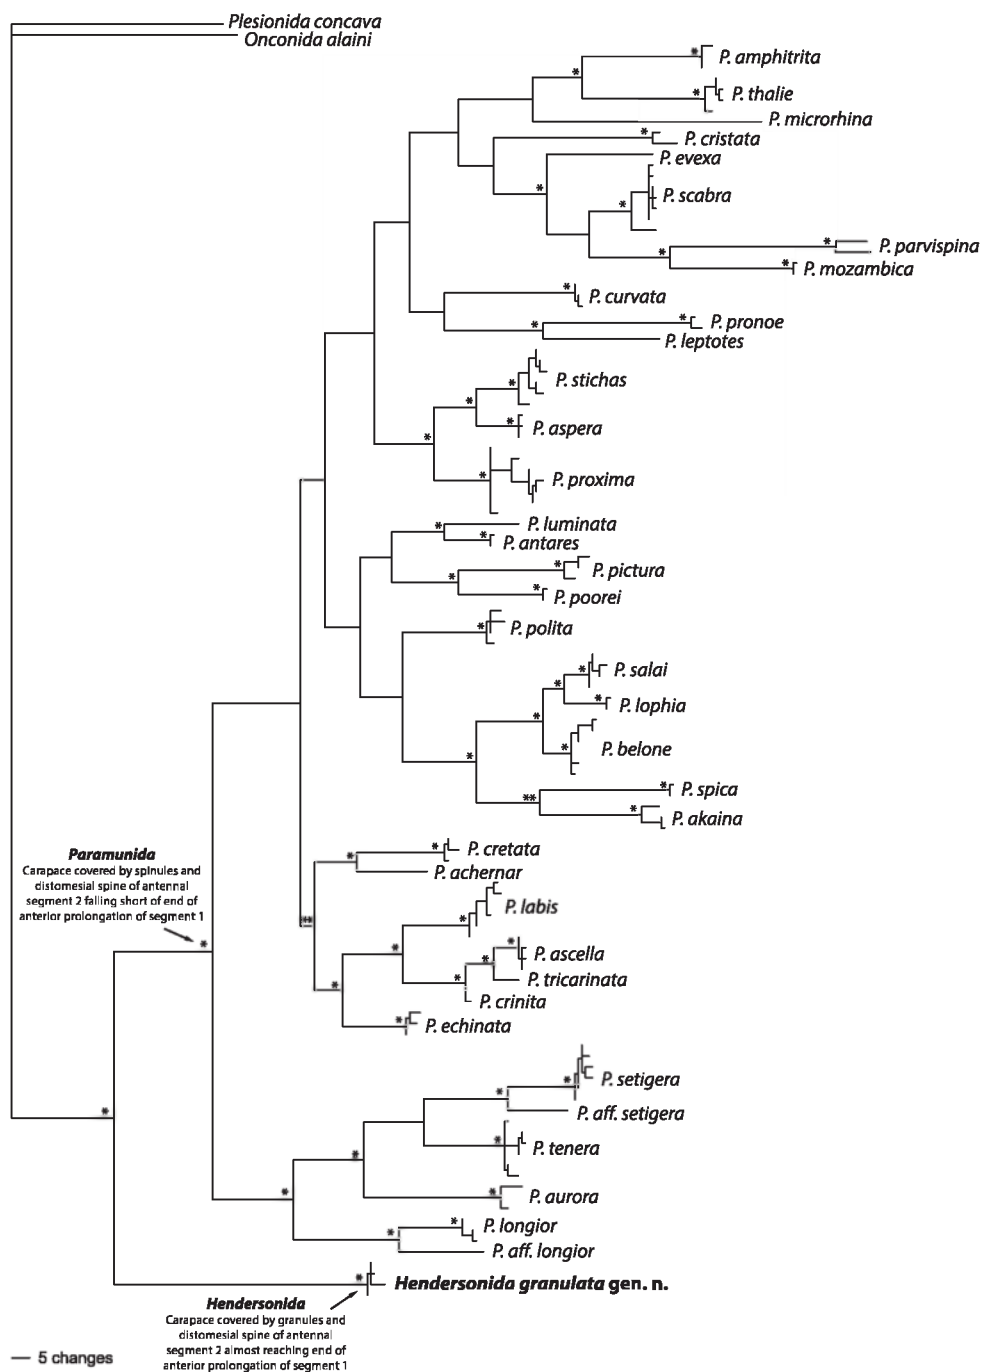 Plesionida concava
Onconida alaini
P. amphitrita
P. thalie
P. microrhina
P. cristata
P. evexa
P. scabra
P. parvispina
P. mozambica
P. curvata
P. pronoe
P. leptotes
P. stichas
P. aspera
P. proxima
P. luminata
P. antares
P. pictura
P. poorei
P. polita
P. salai
P. lophia
P. belone
P. spica
P. akaina
P. cretata
P. achernar
P. labis
P. ascella
P. tricarinata
P. crinita
P. echinata
Paramunida
Carapace covered by spinules and
distomesial spine of antennal
segment 2 falling short of end of
anterior prolongation of segment 1
P. setigera
P. aff. setigera
P. tenera
P. aurora
P. longior
P. aff. longior
Hendersonida granulata gen. n.
Hendersonida
Carapace covered by granules and
distomesial spine of antennal
segment 2 almost reaching end of
anterior prolongation of segment 1
5 changes